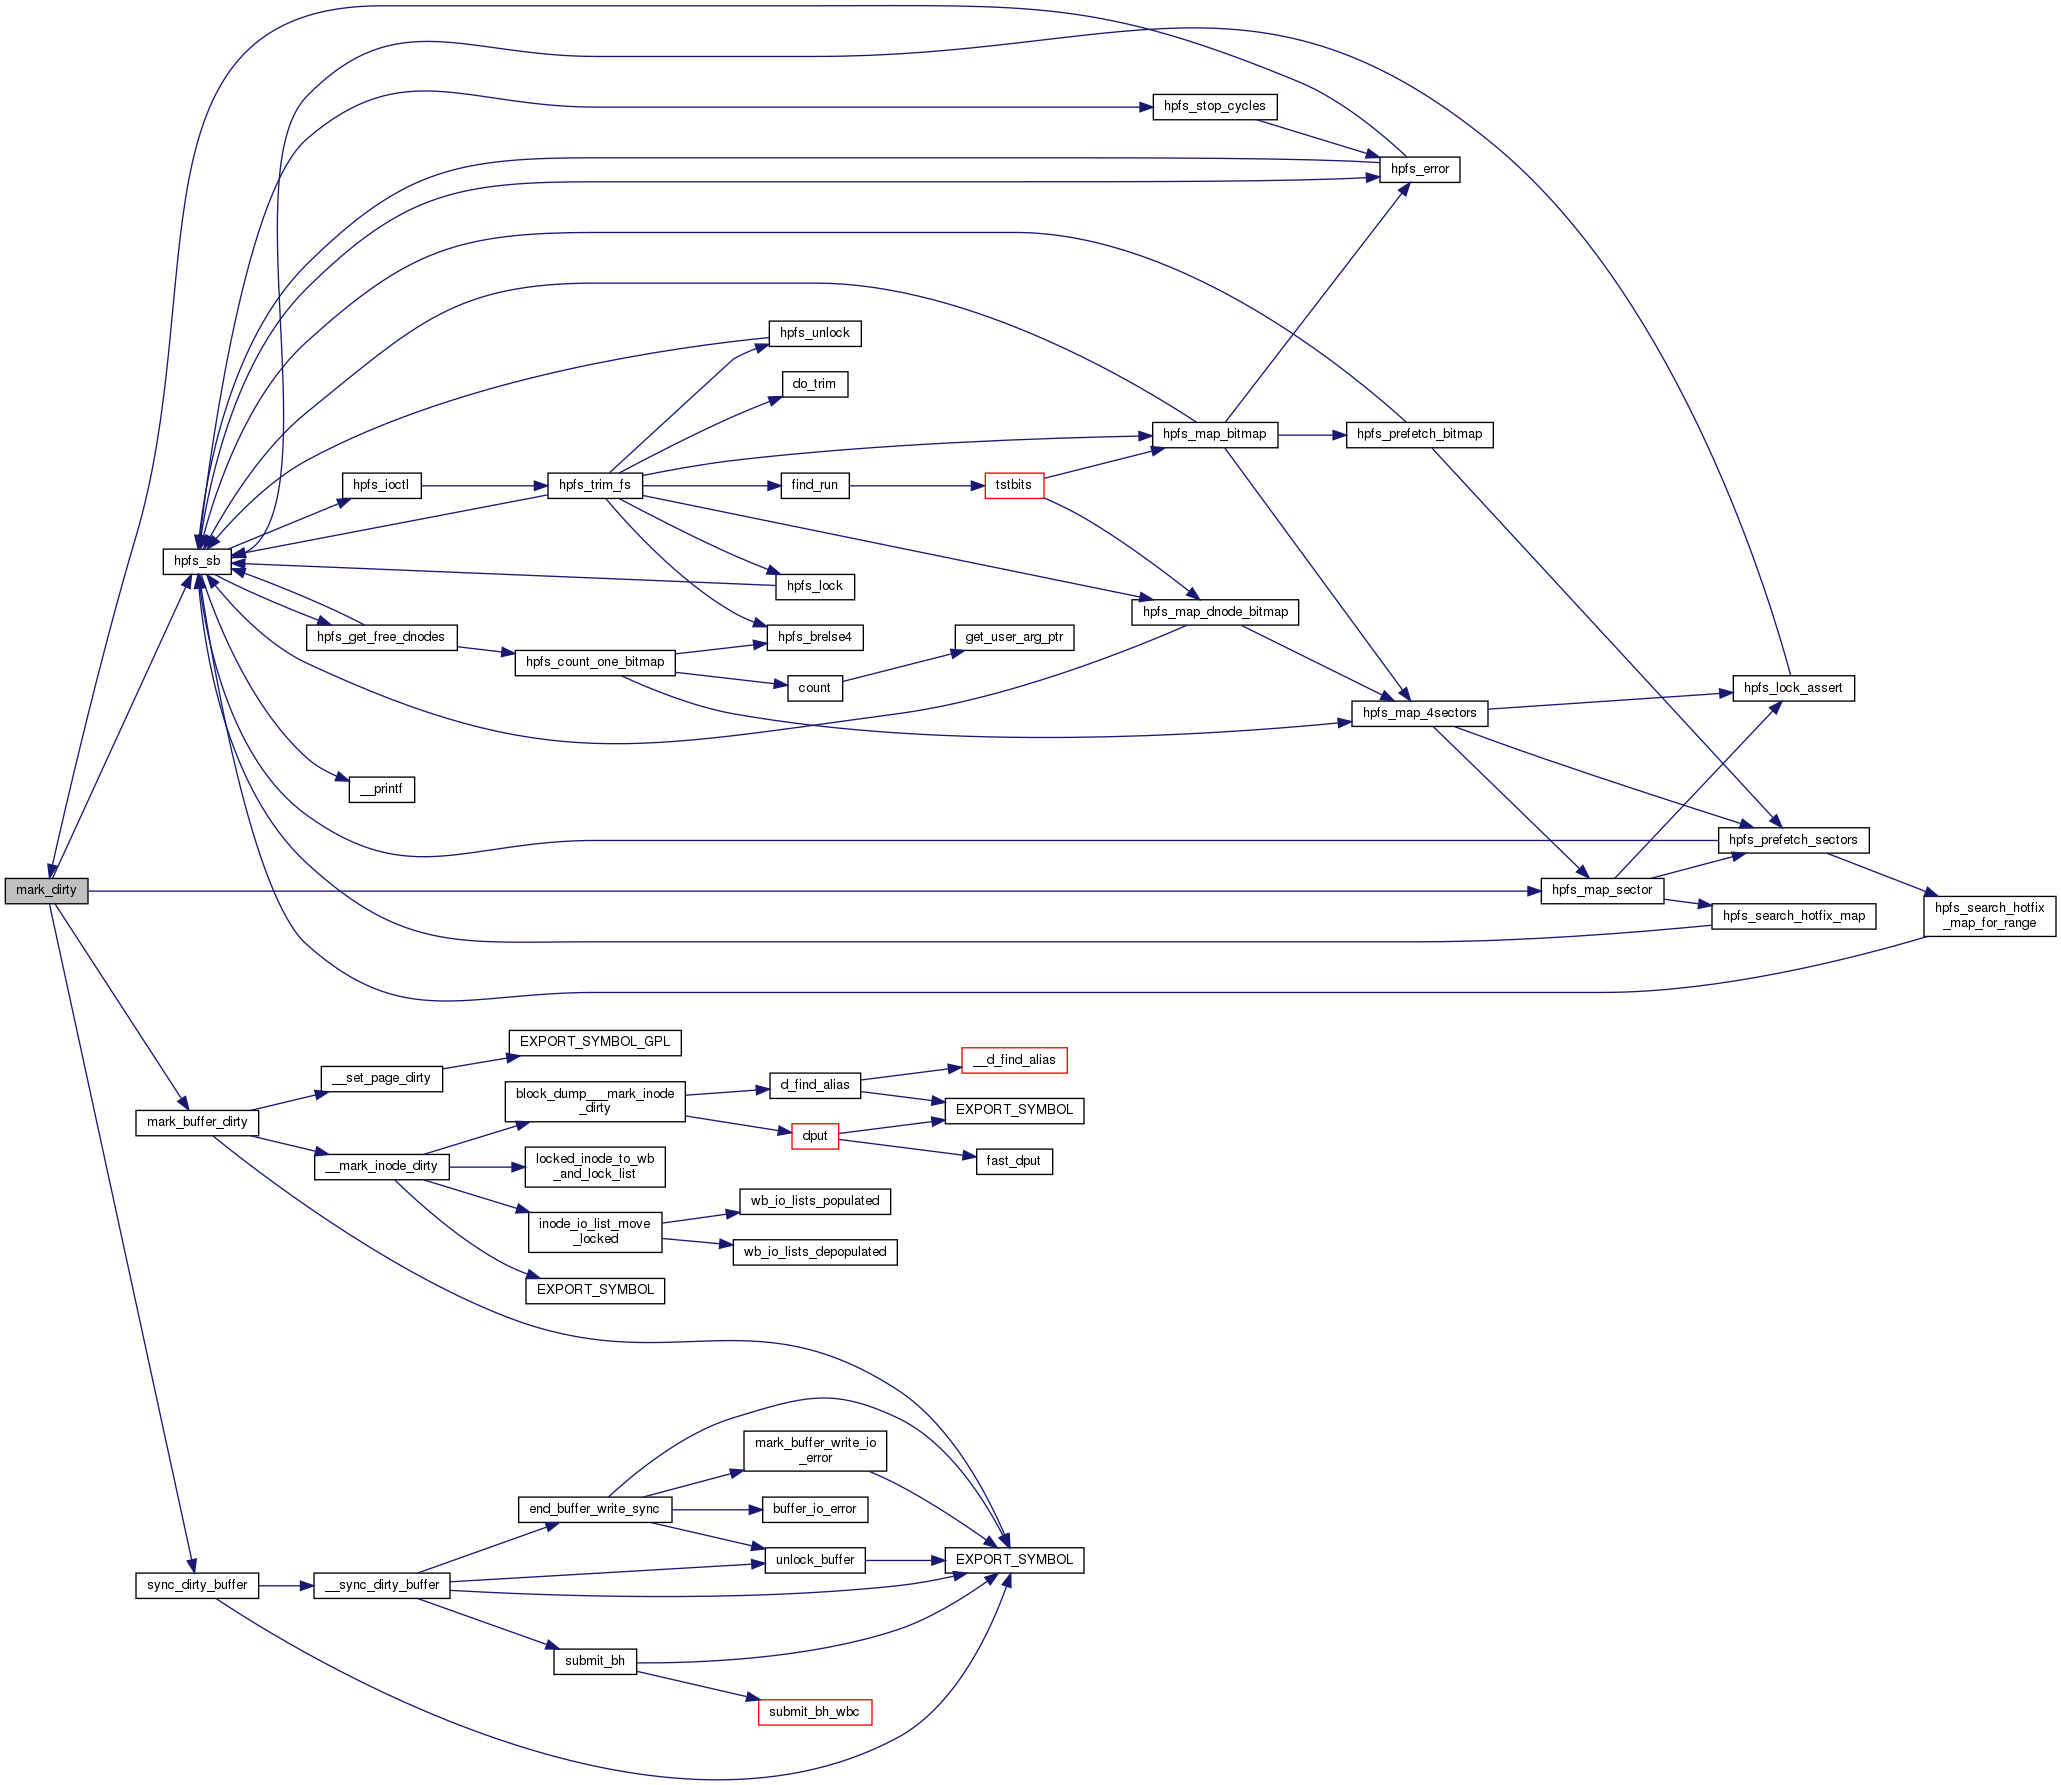 hpfs_stop_cycles
hpfs_error
hpfs_unlock
do_trim
hpfs_map_bitmap
hpfs_prefetch_bitmap
hpfs_ioctl
hpfs_trim_fs
find_run
tstbits
hpfs_sb
hpfs_lock
hpfs_map_dnode_bitmap
hpfs_get_free_dnodes
hpfs_brelse4
get_user_arg_ptr
hpfs_count_one_bitmap
count
hpfs_lock_assert
hpfs_map_4sectors
__printf
hpfs_prefetch_sectors
mark_dirty
hpfs_map_sector
hpfs_search_hotfix_map
hpfs_search_hotfix
_map_for_range
EXPORT_SYMBOL_GPL
__set_page_dirty
__d_find_alias
d_find_alias
block_dump___mark_inode
_dirty
EXPORT_SYMBOL
mark_buffer_dirty
dput
__mark_inode_dirty
locked_inode_to_wb
_and_lock_list
fast_dput
wb_io_lists_populated
inode_io_list_move
_locked
wb_io_lists_depopulated
EXPORT_SYMBOL
mark_buffer_write_io
_error
end_buffer_write_sync
buffer_io_error
unlock_buffer
EXPORT_SYMBOL
sync_dirty_buffer
__sync_dirty_buffer
submit_bh
submit_bh_wbc